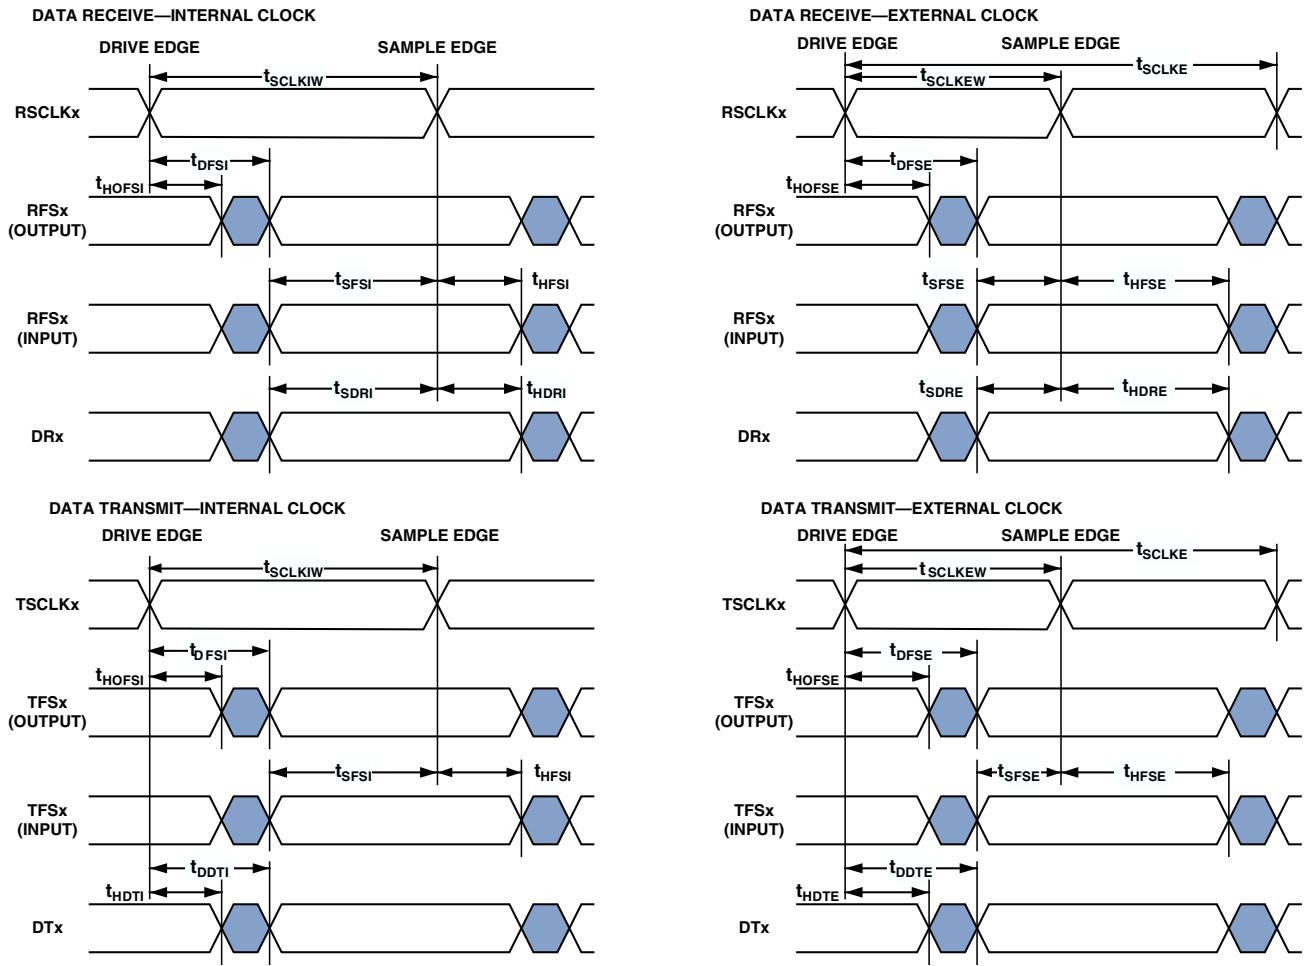 DATA RECEIVE—INTERNAL CLOCK
DRIVE EDGE
SAMPLE EDGE
tSCLKIW
RSCLKx
tDFSI
tHOFSI
RFSx
(OUTPUT)
tSFSI
tHFSI
RFSx
(INPUT)
tSDRI
tHDRI
DRx
DATA RECEIVE—EXTERNAL CLOCK
DRIVE EDGE
SAMPLE EDGE
tSCLKE
tSCLKEW
RSCLKx
tDFSE
tHOFSE
RFSx
(OUTPUT)
tSFSE
tHFSE
RFSx
(INPUT)
tSDRE
tHDRE
DRx
DATA TRANSMIT—INTERNAL CLOCK
DRIVE EDGE
SAMPLE EDGE
tSCLKIW
TSCLKx
tDFSI
tHOFSI
TFSx
(OUTPUT)
tSFSI
tHFSI
TFSx
(INPUT)
tDDTI
tHDTI
DTx
DATA TRANSMIT—EXTERNAL CLOCK
DRIVE EDGE
SAMPLE EDGE
tSCLKE
tSCLKEW
TSCLKx
tDFSE
tHOFSE
TFSx
(OUTPUT)
tSFSE
tHFSE
TFSx
(INPUT)
tDDTE
tHDTE
DTx